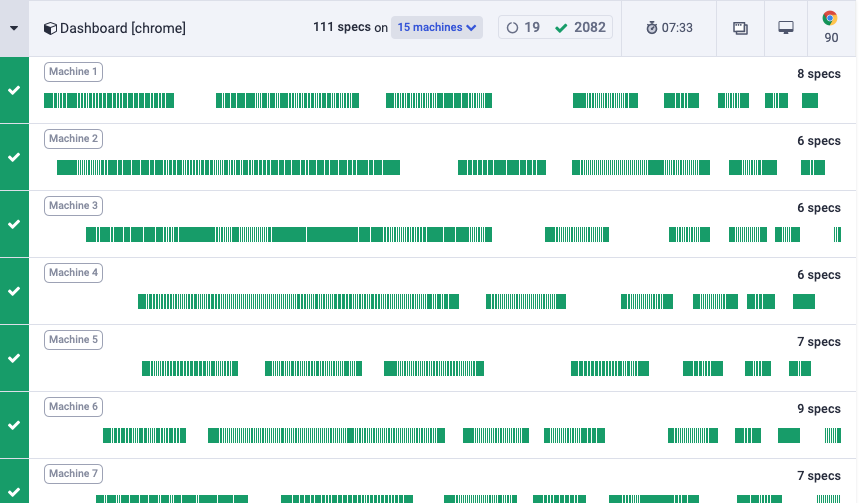 Dashboard [chrome]
111 specs on 15 machines
19
2082
07:33
90
Machine 1
8 specs
Machine 2
6 specs
Machine 3
6 specs
Machine 4
6 specs
Machine 5
7 specs
Machine 6
9 specs
Machine 7
7 specs